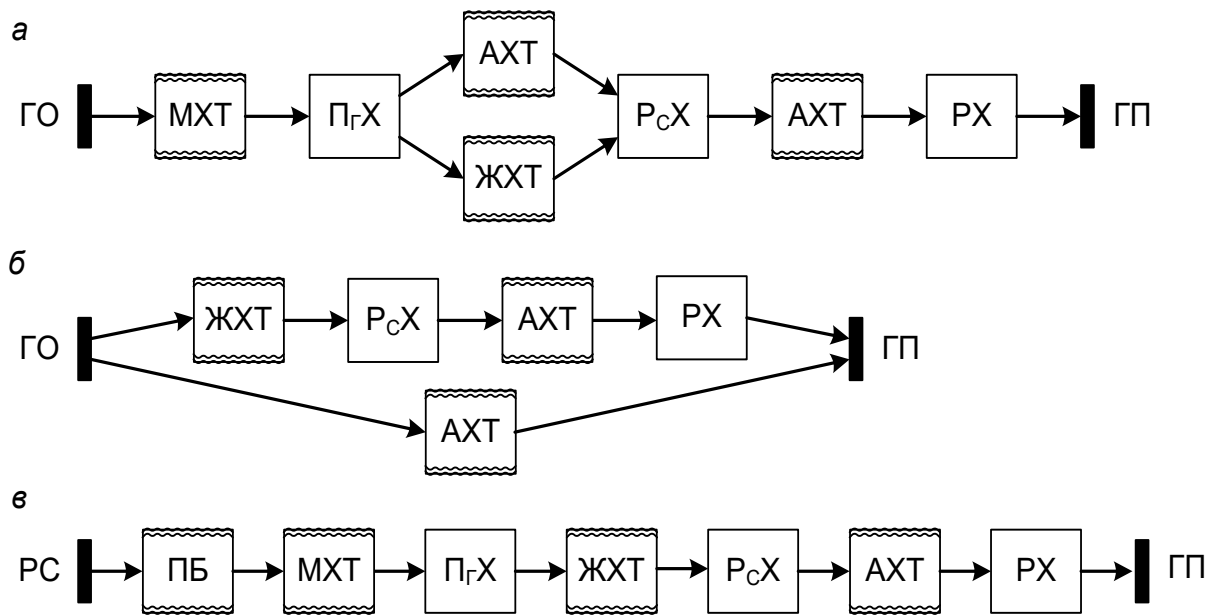 а
АХТ
ГО МХТ ПГХ РСХ АХТ РХ ГП
ЖХТ
б
ЖХТ РСХ АХТ РХ
ГО ГП
АХТ
в
РС ПБ МХТ ПГХ ЖХТ РСХ АХТ РХ ГП